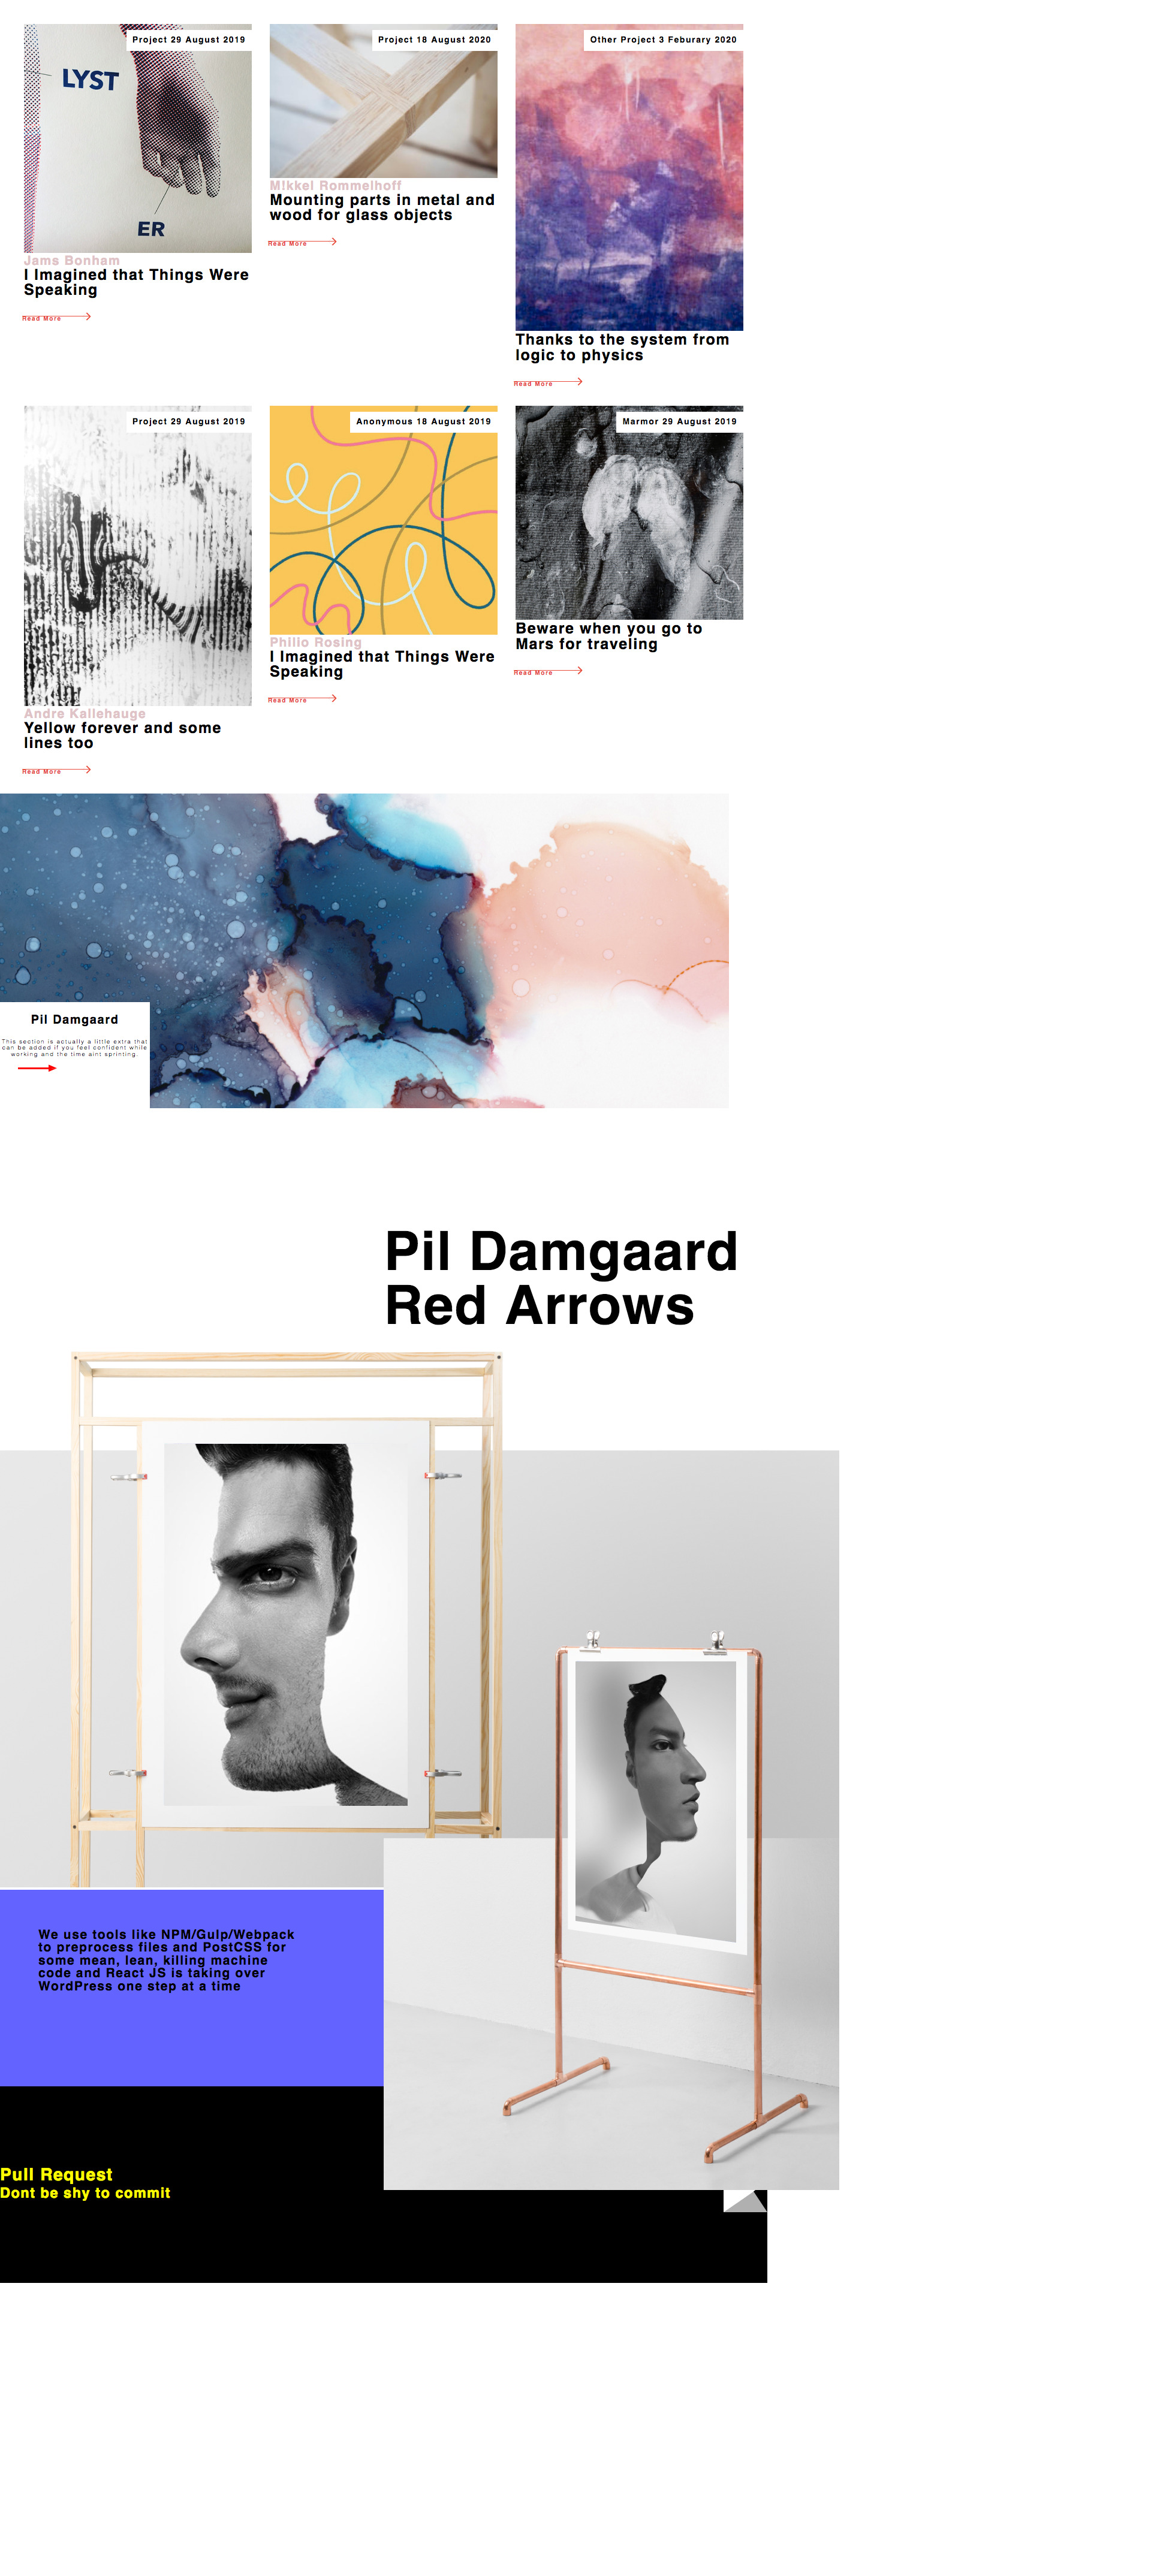 Project 29 August 2019
LYST
ER
Jams Bonham
I Imagined that Things Were
Speaking
Read More
Project 18 August 2020
MIkkel Rommelhoff
Mounting parts in metal and
wood for glass objects
Read More
Other Project 3 Feburary 2020
Thanks to the system from
logic to physics
Read More
Project 29 August 2019
Andre Kallehauge
Yellow forever and some
lines too
Read More
Anonymous 18 August 2019
Philio Rosing
I Imagined that Things Were
Speaking
Read More
Marmor 29 August 2019
Beware when you go to
Mars for traveling
Read More
Pil Damgaard
This section is actually a little extra that
can be added if you feel confident while
working and the time aint sprinting.
Pil Damgaard
Red Arrows
We use tools like NPM/Gulp/Webpack
to preprocess files and PostCSS for
some mean, lean, killing machine
code and React JS is taking over
WordPress one step at a time
Pull Request
Dont be shy to commit